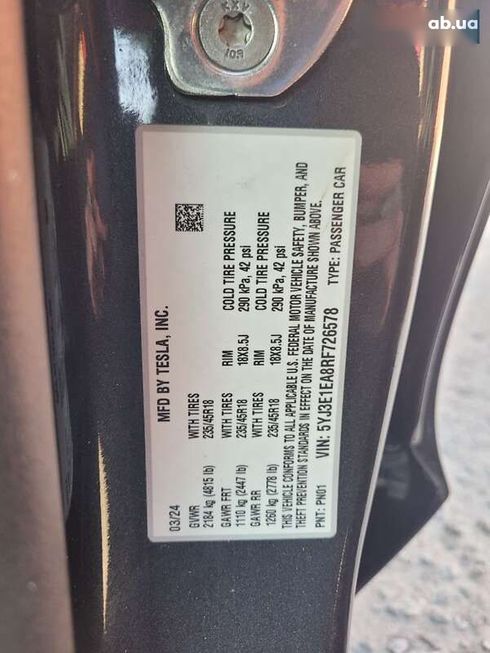 ab.ua
4X3
109
03/24
MFD BY TESLA, INC.
GVWR
2184 kg (4815 lb)
WITH TIRES
235/45R18
GAWR FRT
1110 kg (2447 lb)
WITH TIRES
235/45R18
RIM
18X8.5J
COLD TIRE PRESSURE
290 kPa, 42 psi
GAWR RR
1260 kg (2778 lb)
WITH TIRES
235/45R18
RIM
18X8.5J
COLD TIRE PRESSURE
290 kPa, 42 psi
THIS VEHICLE CONFORMS TO ALL APPLICABLE U.S. FEDERAL MOTOR VEHICLE SAFETY, BUMPER, AND
THEFT PREVENTION STANDARDS IN EFFECT ON THE DATE OF MANUFACTURE SHOWN ABOVE.
VIN: 5YJ3E1EA8RF726578
TYPE: PASSENGER CAR
PNT: PN01